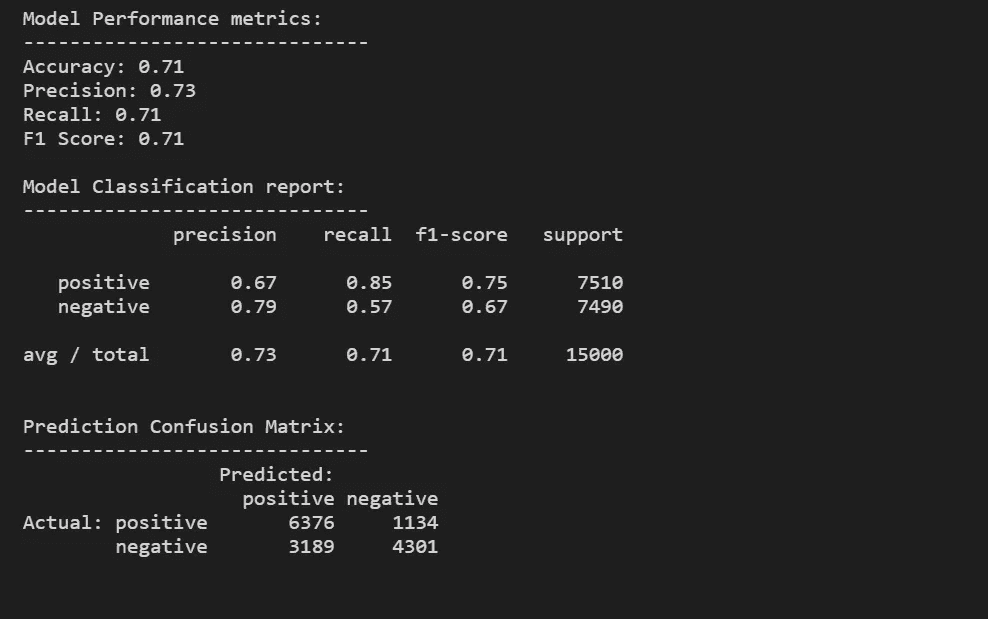 Model Performance metrics:
------------------------------
Accuracy: 0.71
Precision: 0.73
Recall: 0.71
F1 Score: 0.71
Model Classification report:
------------------------------
precision recall f1-score support
positive 0.67 0.85 0.75 7510
negative 0.79 0.57 0.67 7490
avg / total 0.73 0.71 0.71 15000
Prediction Confusion Matrix:
------------------------------
Predicted:
positive negative
Actual: positive 6376 1134
negative 3189 4301